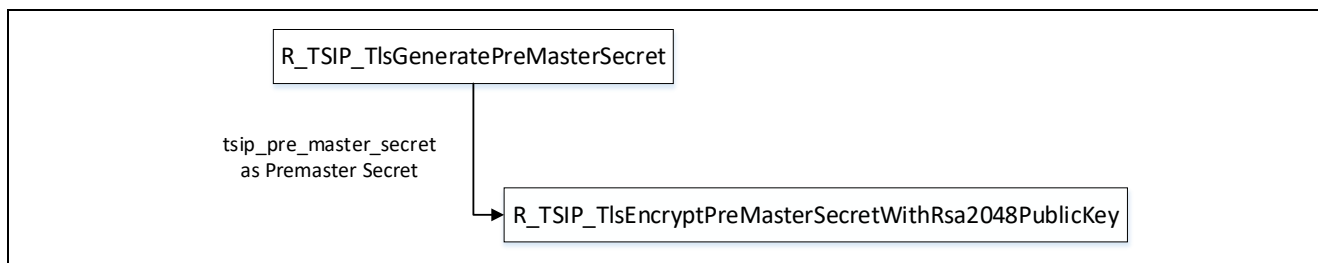 R_TSIP_TlsGeneratePreMasterSecret
tsip_pre_master_secret
as Premaster Secret
R_TSIP_TlsEncryptPreMasterSecretWithRsa2048PublicKey